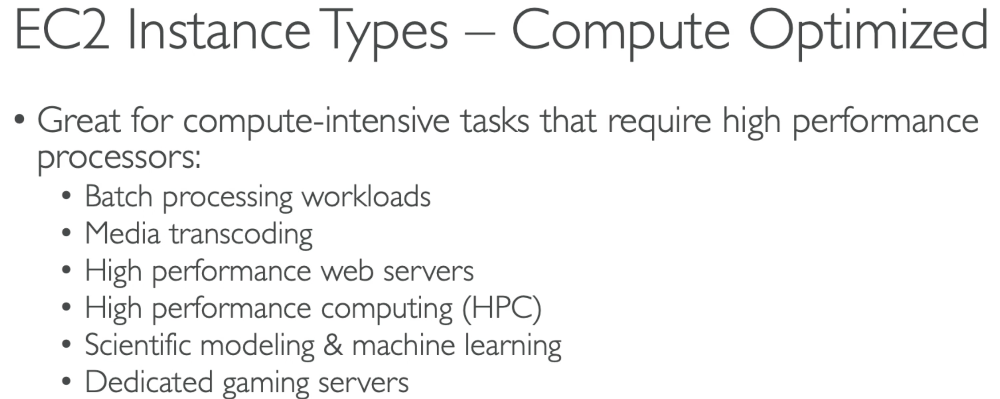 EC2 Instance Types – Compute Optimized
• Great for compute-intensive tasks that require high performance
processors:
• Batch processing workloads
• Media transcoding
• High performance web servers
• High performance computing (HPC)
• Scientific modeling & machine learning
• Dedicated gaming servers